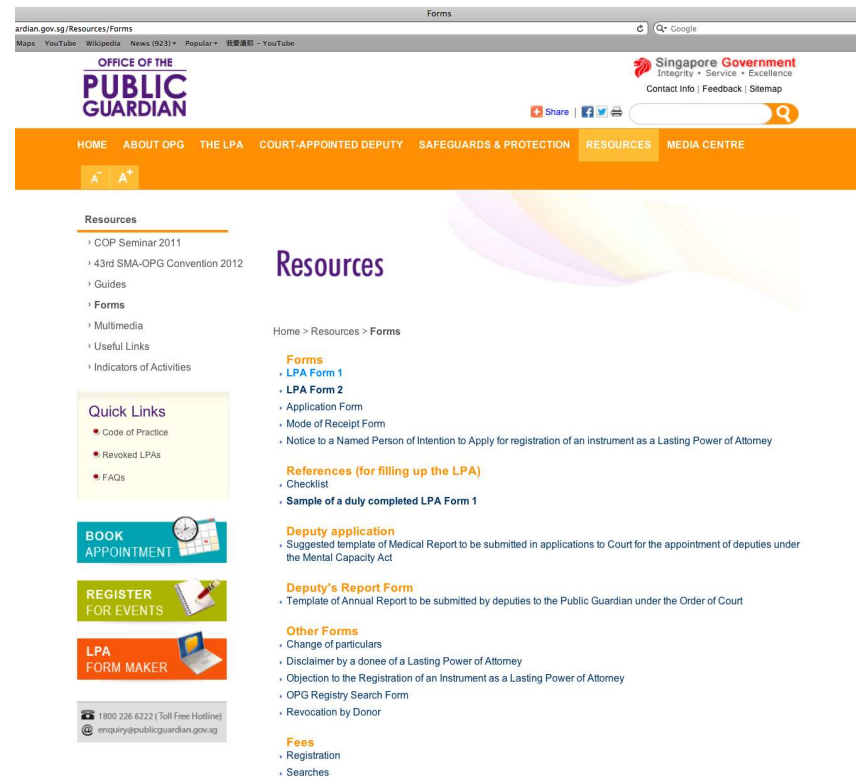 Forms
ardian.gov.sg/Resources/Forms
Google
Maps YouTube Wikipedia News (923) Popular 我愛康熙 - YouTube
OFFICE OF THE
PUBLIC
GUARDIAN
Singapore Government
Integrity • Service • Excellence
Contact Info | Feedback | Sitemap
Share |
HOME ABOUT OPG THE LPA COURT-APPOINTED DEPUTY SAFEGUARDS & PROTECTION RESOURCES MEDIA CENTRE
A- A+
Resources
› COP Seminar 2011
› 43rd SMA-OPG Convention 2012
› Guides
› Forms
› Multimedia
› Useful Links
› Indicators of Activities
Quick Links
Code of Practice
Revoked LPAs
FAQs
BOOK
APPOINTMENT
REGISTER
FOR EVENTS
LPA
FORM MAKER
1800 226 6222 (Toll Free Hotline)
@ enquiry@publicguardian.gov.sg
Resources
Home > Resources > Forms
Forms
LPA Form 1
LPA Form 2
Application Form
Mode of Receipt Form
Notice to a Named Person of Intention to Apply for registration of an instrument as a Lasting Power of Attorney
References (for filling up the LPA)
Checklist
Sample of a duly completed LPA Form 1
Deputy application
Suggested template of Medical Report to be submitted in applications to Court for the appointment of deputies under
the Mental Capacity Act
Deputy's Report Form
Template of Annual Report to be submitted by deputies to the Public Guardian under the Order of Court
Other Forms
Change of particulars
Disclaimer by a donee of a Lasting Power of Attorney
Objection to the Registration of an Instrument as a Lasting Power of Attorney
OPG Registry Search Form
Revocation by Donor
Fees
Registration
Searches